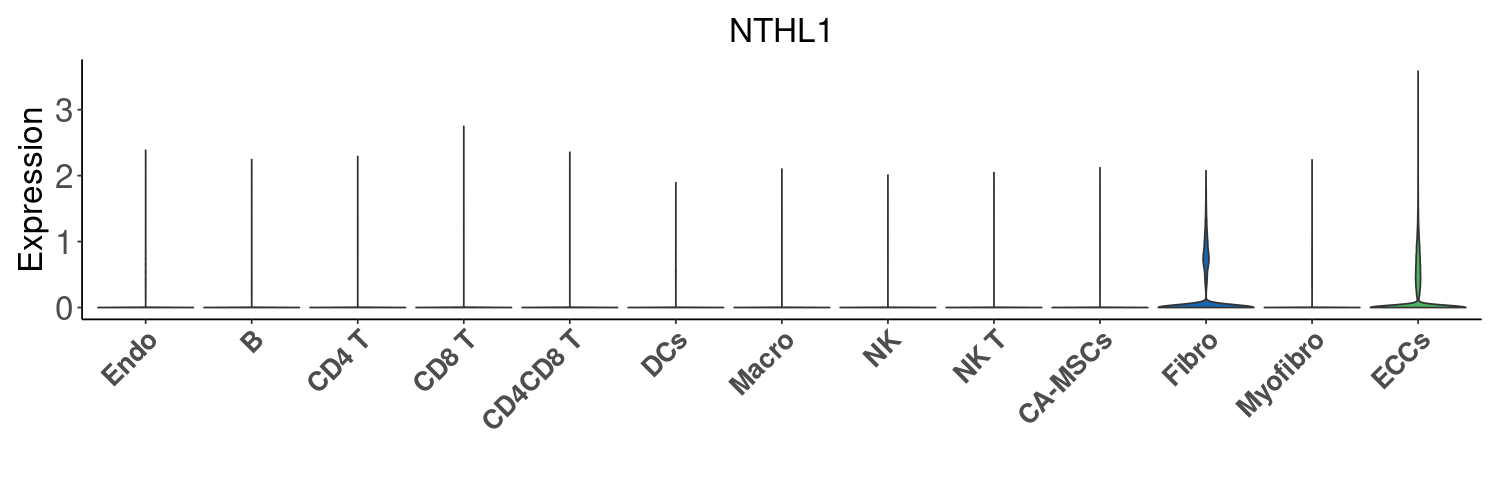 NTHL1
Expression
3
2
1
0
Endo
B
CD4 T
CD8 T
CD4CD8 T
DCs
Macro
NK
NK T
CA-MSCs
Fibro
Myofibro
ECCs